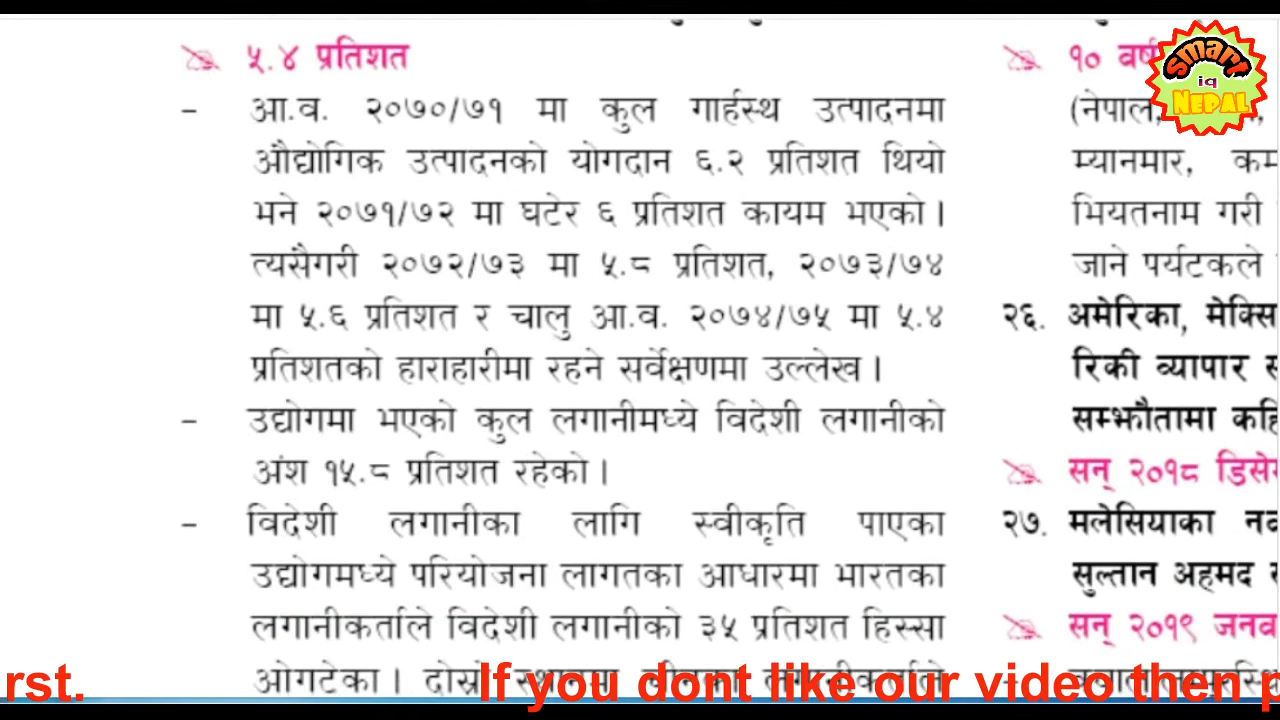 ५.४ प्रतिशत
- आ.व. २०७०/७१ मा कुल गार्हस्थ उत्पादनमा
औद्योगिक उत्पादनको योगदान ६.२ प्रतिशत थियो
भने २०७१/७२ मा घटेर ६ प्रतिशत कायम भएको।
त्यसैगरी २०७२/७३ मा ५.८ प्रतिशत, २०७३/७४
मा ५.६ प्रतिशत र चालु आ.व. २०७४/७५ मा ५.४
प्रतिशतको हाराहारीमा रहने सर्वेक्षणमा उल्लेख।
- उद्योगमा भएको कुल लगानीमध्ये विदेशी लगानीको
अंश १५.८ प्रतिशत रहेको।
- विदेशी लगानीका लागि स्वीकृति पाएका
उद्योगमध्ये परियोजना लागतका आधारमा भारतका
लगानीकर्ताले विदेशी लगानीको ३५ प्रतिशत हिस्सा
ओगटेका। दोस्रो
१० वर्ष
(नेपाल,
म्यानमार, कम
भियतनाम गरी
जाने पर्यटकले
२६. अमेरिका, मेक्सि
रिकी व्यापार
सम्झौतामा कहि
सन् २०१८ डिसे
२७. मलेसियाका
सुल्तान अहमद
सन् २०१९ जनव
smart
iq
NEPAL
rst. If you dont like our video then p